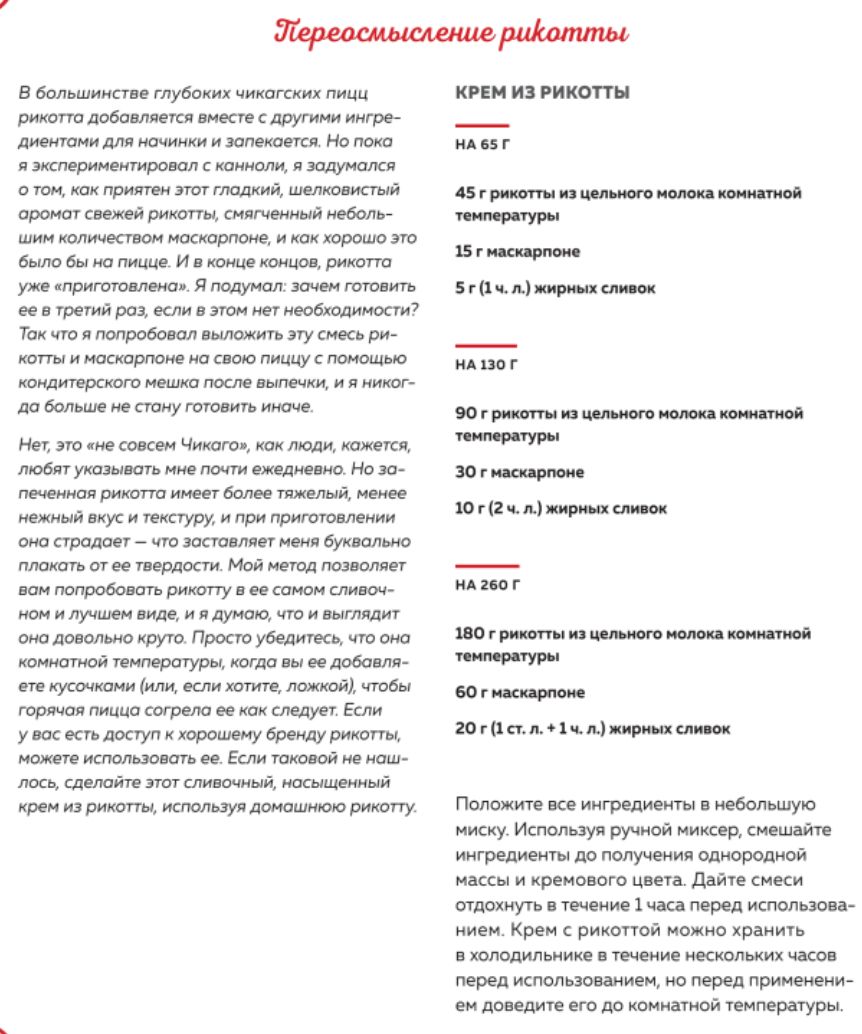 Переосмысление рикотты
В большинстве глубоких чикагских пицц
рикотта добавляется вместе с другими ингре-
диентами для начинки и запекается. Но пока
я экспериментировал с канноли, я задумался
о том, как приятен этот гладкий, шелковистый
аромат свежей рикотты, смягченный неболь-
шим количеством маскарпоне, и как хорошо это
было бы на пицце. И в конце концов, рикотта
уже «приготовлена». Я подумал: зачем готовить
ее в третий раз, если в этом нет необходимости?
Так что я попробовал выложить эту смесь ри-
котты и маскарпоне на свою пиццу с помощью
кондитерского мешка после выпечки, и я никог-
да больше не стану готовить иначе.
Нет, это «не совсем Чикаго», как люди, кажется,
любят указывать мне почти ежедневно. Но за-
печенная рикотта имеет более тяжелый, менее
нежный вкус и текстуру, и при приготовлении
она страдает — что заставляет меня буквально
плакать от ее твердости. Мой метод позволяет
вам попробовать рикотту в ее самом сливоч-
ном и лучшем виде, и я думаю, что и выглядит
она довольно круто. Просто убедитесь, что она
комнатной температуры, когда вы ее добавля-
ете кусочками (или, если хотите, ложкой), чтобы
горячая пицца согрела ее как следует. Если
у вас есть доступ к хорошему бренду рикотты,
можете использовать ее. Если таковой не наш-
лось, сделайте этот сливочный, насыщенный
крем из рикотты, используя домашнюю рикотту.
КРЕМ ИЗ РИКОТТЫ
НА 65 Г
45 г рикотты из цельного молока комнатной
температуры
15 г маскарпоне
5 г (1 ч. л.) жирных сливок
НА 130 Г
90 г рикотты из цельного молока комнатной
температуры
30 г маскарпоне
10 г (2 ч. л.) жирных сливок
НА 260 Г
180 г рикотты из цельного молока комнатной
температуры
60 г маскарпоне
20 г (1 ст. л. + 1 ч. л.) жирных сливок
Положите все ингредиенты в небольшую
миску. Используя ручной миксер, смешайте
ингредиенты до получения однородной
массы и кремового цвета. Дайте смеси
отдохнуть в течение 1 часа перед использова-
нием. Крем с рикоттой можно хранить
в холодильнике в течение нескольких часов
перед использованием, но перед применени-
ем доведите его до комнатной температуры.